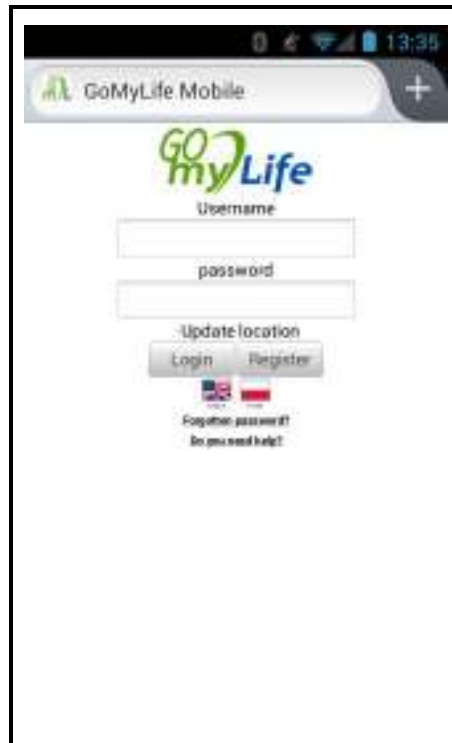 13:35
GoMyLife Mobile
GO
my Life
Username
password
Update location
Login Register
Forgotten password?
Do you need help?